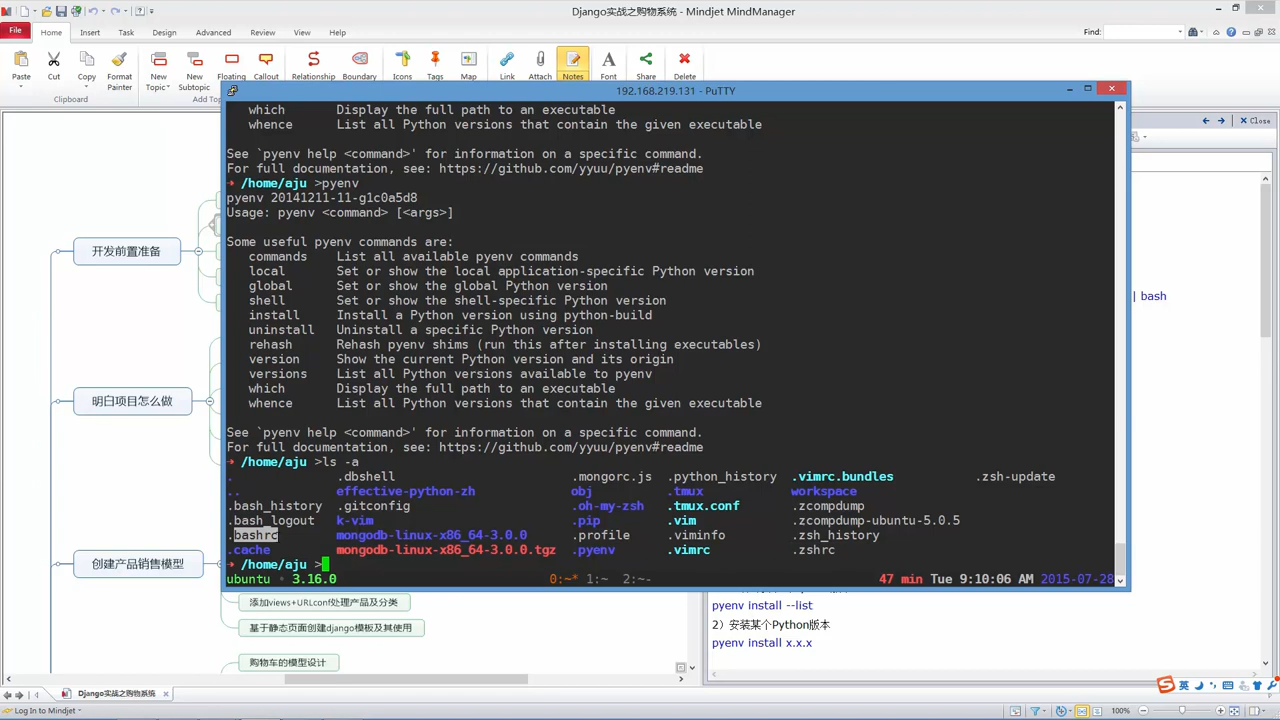 Django实战之购物系统 - Mindjet MindManager
File Home Insert Task Design Advanced Review View Help
Find:
Paste Cut Copy Format Painter New Topic New Subtopic Floating Callout Relationship Boundary Icons Tags Map Link Attach Notes Font Share Delete
Clipboard
Add Top
192.168.219.131 - PuTTY
Close
which Display the full path to an executable
whence List all Python versions that contain the given executable
See `pyenv help <command>' for information on a specific command.
For full documentation, see: https://github.com/yyuu/pyenv#readme
/home/aju >pyenv
pyenv 20141211-11-g1c0a5d8
Usage: pyenv <command> [<args>]
Some useful pyenv commands are:
commands List all available pyenv commands
local Set or show the local application-specific Python version
global Set or show the global Python version
shell Set or show the shell-specific Python version
install Install a Python version using python-build
uninstall Uninstall a specific Python version
rehash Rehash pyenv shims (run this after installing executables)
version Show the current Python version and its origin
versions List all Python versions available to pyenv
which Display the full path to an executable
whence List all Python versions that contain the given executable
See `pyenv help <command>' for information on a specific command.
For full documentation, see: https://github.com/yyuu/pyenv#readme
/home/aju >ls -a
. .dbshell .mongorc.js .python_history .vimrc.bundles .zsh-update
.. effective-python-zh obj .tmux workspace
.bash_history .gitconfig .oh-my-zsh .tmux.conf .zcompdump
.bash_logout k-vim .pip .vim .zcompdump-ubuntu-5.0.5
.bashrc mongodb-linux-x86_64-3.0.0 .profile .viminfo .zsh_history
.cache mongodb-linux-x86_64-3.0.0.tgz .pyenv .vimrc .zshrc
/home/aju >
ubuntu 3.16.0 0:~* 1:~ 2:~- 47 min Tue 9:10:06 AM 2015-07-28
| bash
开发前置准备
明白项目怎么做
创建产品销售模型
添加views+URLconf处理产品及分类
基于静态页面创建django模板及其使用
购物车的模型设计
pyenv install --list
2）安装某个Python版本
pyenv install x.x.x
Django实战之购物系统
英
Log In to Mindjet
100%